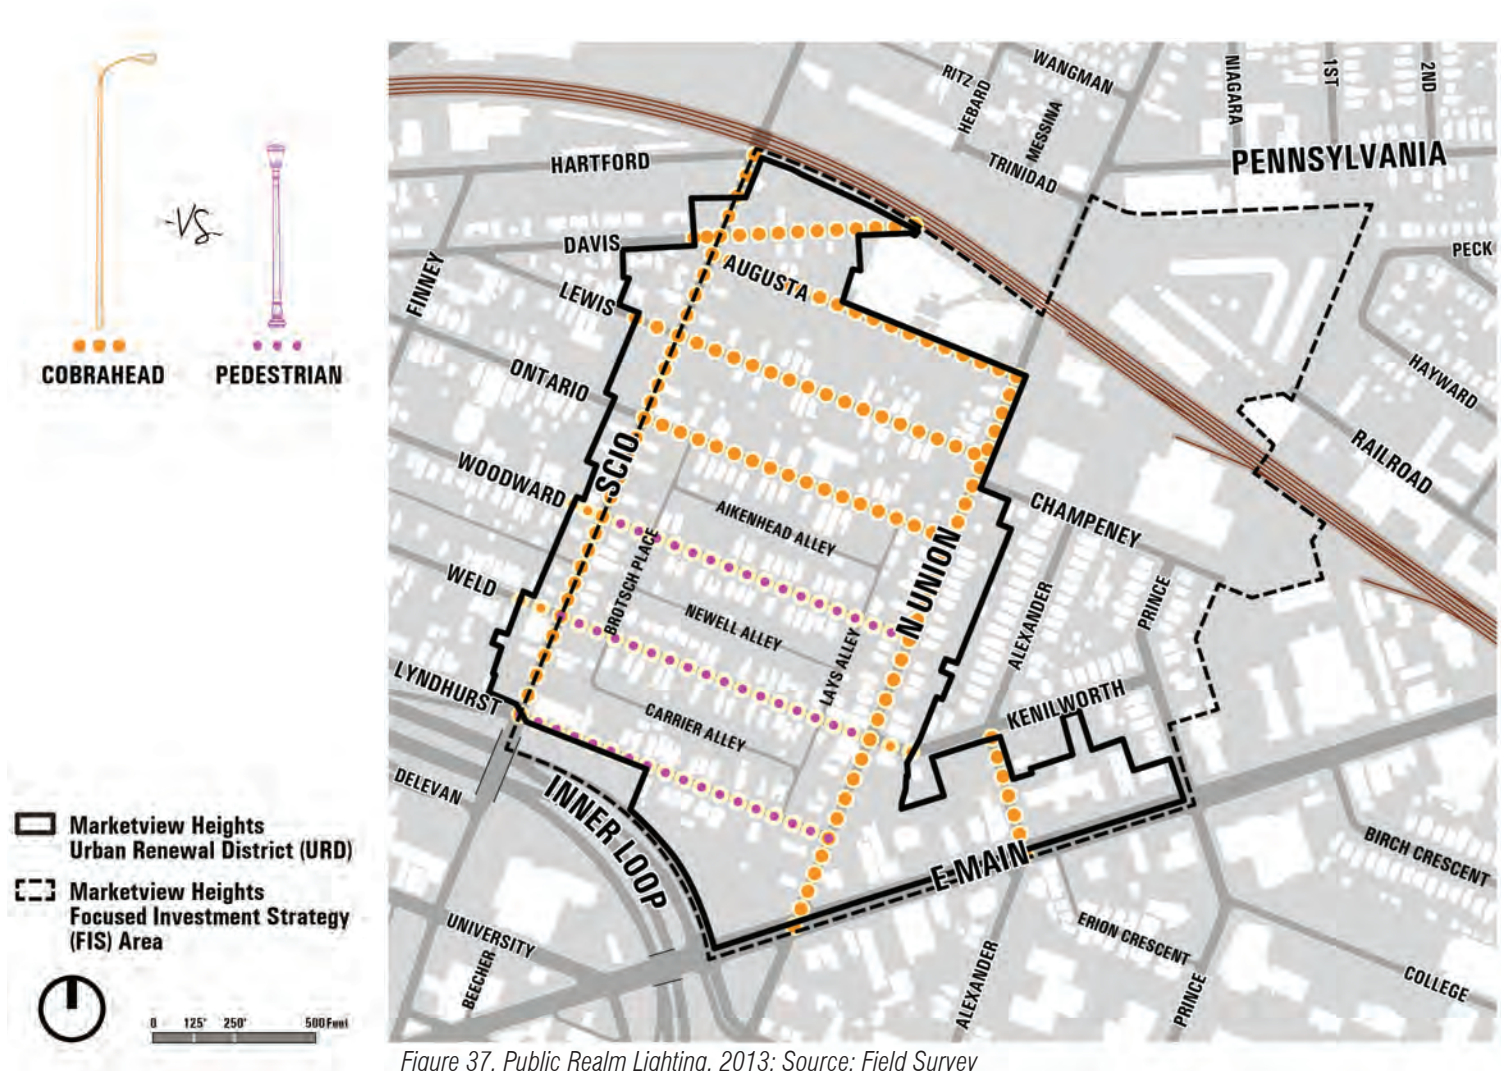 -VS-
COBRAHEAD
PEDESTRIAN
RITZ
WANGMAN
HEBARD
MESSINA
TRINIDAD
NIAGARA
1ST
2ND
PENNSYLVANIA
HARTFORD
DAVIS
AUGUSTA
FINNEY
LEWIS
PECK
HAYWARD
ONTARIO
RAILROAD
SCIO
WOODWARD
AIKENHEAD ALLEY
CHAMPENEY
BROTSCH PLACE
N UNION
WELD
NEWELL ALLEY
ALEXANDER
PRINCE
LAYS ALLEY
LYNDHURST
CARRIER ALLEY
KENILWORTH
DELEVAN
INNER LOOP
E MAIN
BIRCH CRESCENT
UNIVERSITY
BEECHER
ALEXANDER
ERION CRESCENT
PRINCE
COLLEGE
Marketview Heights
Urban Renewal District (URD)
Marketview Heights
Focused Investment Strategy
(FIS) Area
0 125' 250' 500 Feet
Figure 37. Public Realm Lighting, 2013; Source: Field Survey